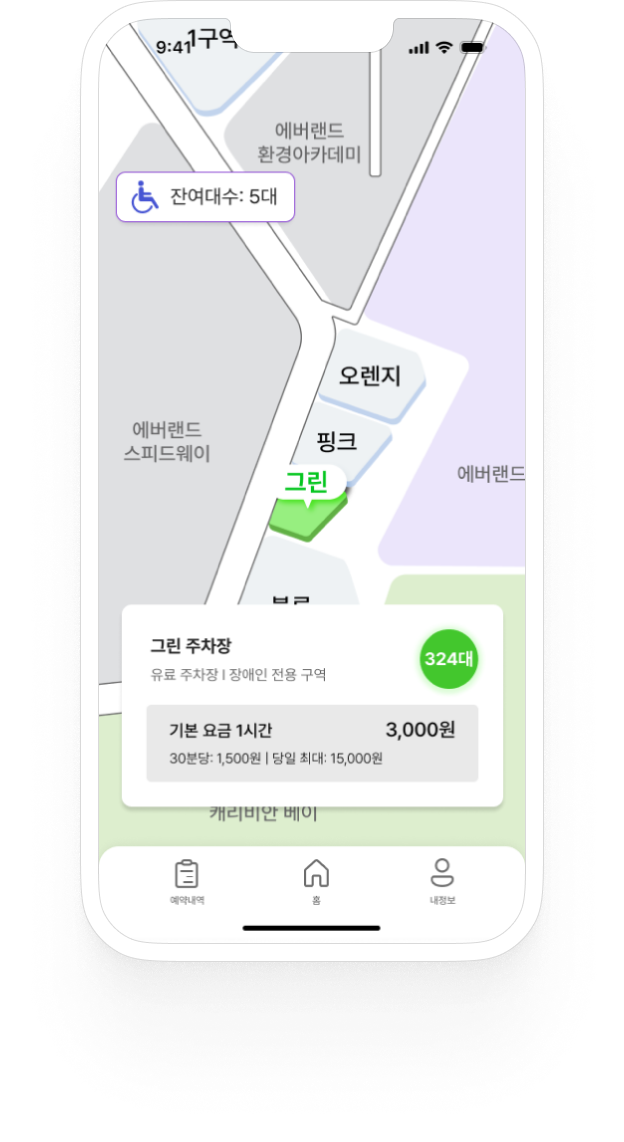 9:41
1구역
에버랜드
환경아카데미
잔여대수: 5대
오렌지
핑크
에버랜드
스피드웨이
에버랜드
그린
블루
그린 주차장
유료 주차장 I 장애인 전용 구역
324대
기본 요금 1시간
3,000원
30분당: 1,500원 | 당일 최대: 15,000원
캐리비안 베이
예약내역
홈
내정보